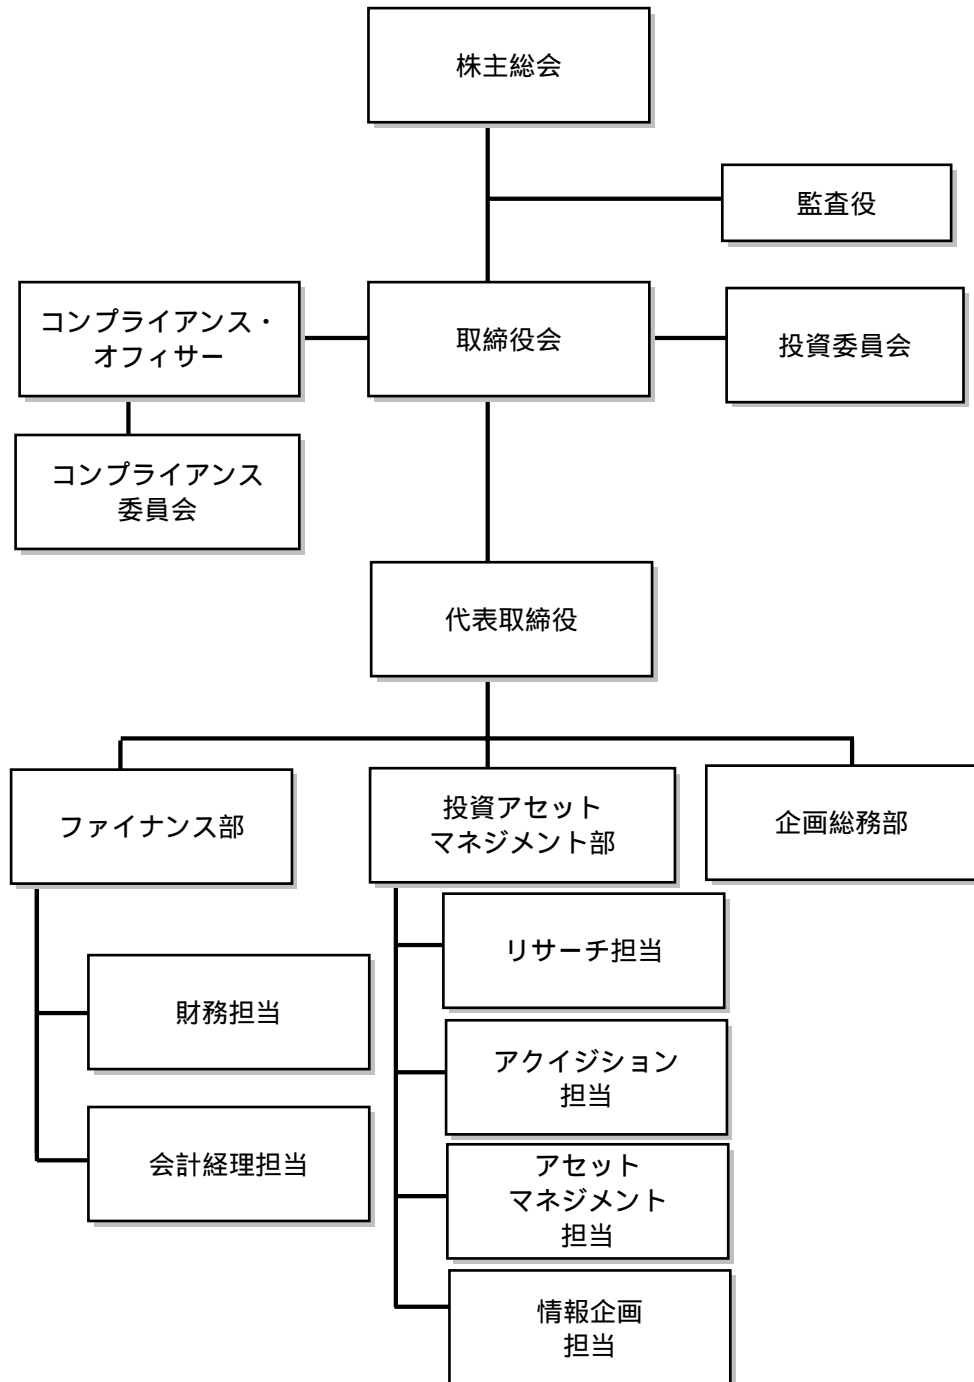 株主総会
監査役
コンプライアンス・
オフィサー
取締役会
投資委員会
コンプライアンス
委員会
代表取締役
ファイナンス部
投資アセット
マネジメント部
企画総務部
リサーチ担当
財務担当
アクイジション
担当
会計経理担当
アセット
マネジメント
担当
情報企画
担当